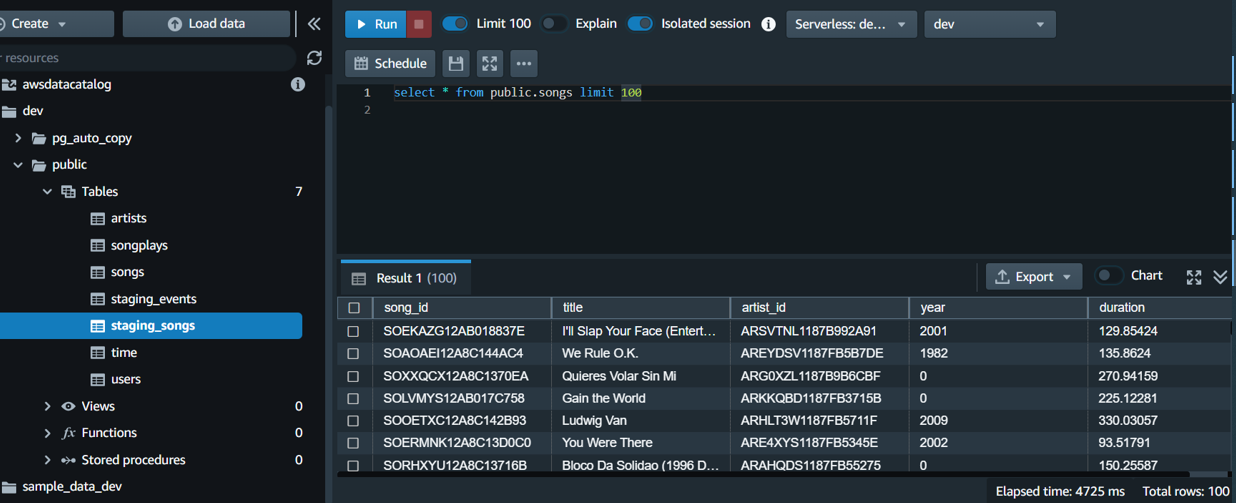 Create
Load data
resources
awsdatacatalog
dev
pg_auto_copy
public
Tables 7
artists
songplays
songs
staging_events
staging_songs
time
users
Views 0
Functions 0
Stored procedures 0
sample_data_dev
Run Limit 100 Explain Isolated session Serverless: de... dev
Schedule
1 select * from public.songs limit 100
2
Result 1 (100) Export Chart
song_id title artist_id year duration
SOEKAZG12AB018837E I'll Slap Your Face (Entert... ARSVTNL1187B992A91 2001 129.85424
SOAOAEI12A8C144AC4 We Rule O.K. AREYDSV1187FB5B7DE 1982 135.8624
SOXXQCX12A8C1370EA Quieres Volar Sin Mi ARG0XZL1187B9B6CBF 0 270.94159
SOLVMYS12AB017C758 Gain the World ARKKQBD1187FB3715B 0 225.12281
SOOETXC12A8C142B93 Ludwig Van ARHLT3W1187FB5711F 2009 330.03057
SOERMNK12A8C13D0C0 You Were There ARE4XYS1187FB5345E 2002 93.51791
SORHXYU12A8C13716B Bloco Da Solidao (1996 D... ARAHQDS1187FB55275 0 150.25587
Elapsed time: 4725 ms Total rows: 100